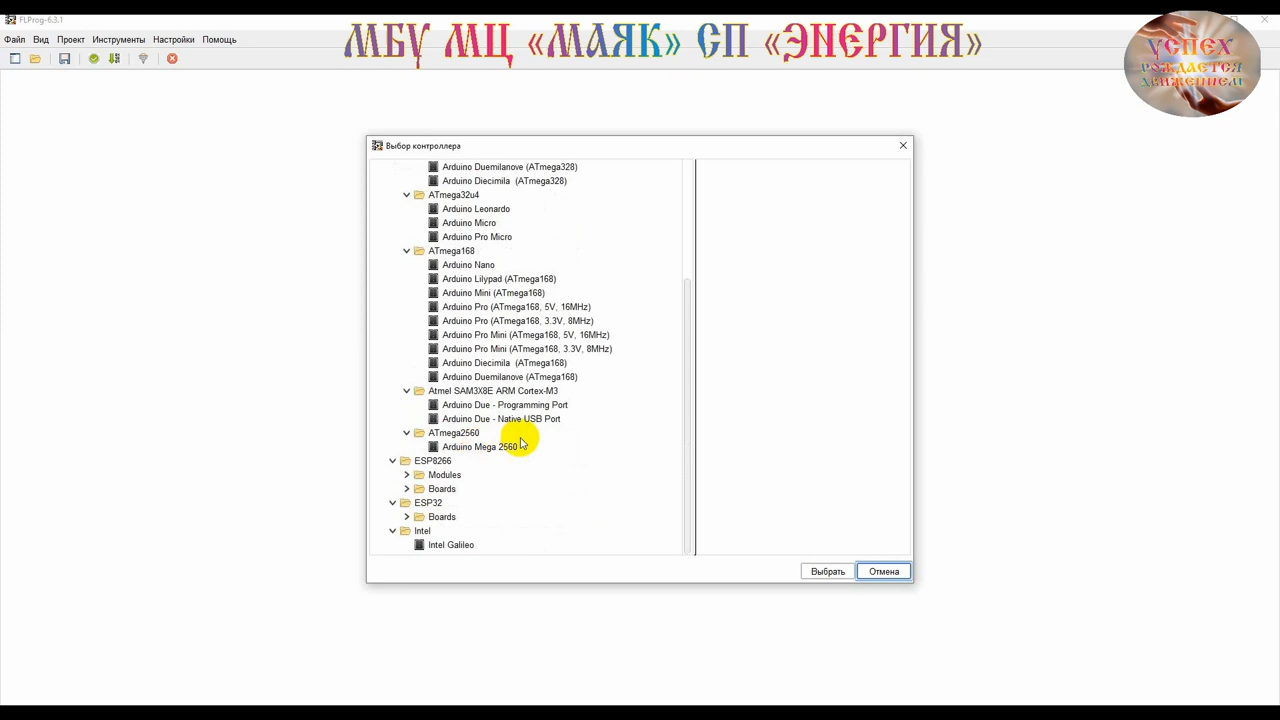 FLProg-6.3.1
МБУ МЦ «МАЯК» СП «ЭНЕРГИЯ»
УСПЕХ
РОЖДАЕТСЯ
ДВИЖЕНИЕМ
Файл Вид Проект Инструменты Настройки Помощь
Выбор контроллера
Arduino Duemilanove (ATmega328)
Arduino Diecimila (ATmega328)
ATmega32u4
Arduino Leonardo
Arduino Micro
Arduino Pro Micro
ATmega168
Arduino Nano
Arduino Lilypad (ATmega168)
Arduino Mini (ATmega168)
Arduino Pro (ATmega168, 5V, 16MHz)
Arduino Pro (ATmega168, 3.3V, 8MHz)
Arduino Pro Mini (ATmega168, 5V, 16MHz)
Arduino Pro Mini (ATmega168, 3.3V, 8MHz)
Arduino Diecimila (ATmega168)
Arduino Duemilanove (ATmega168)
Atmel SAM3X8E ARM Cortex-M3
Arduino Due - Programming Port
Arduino Due - Native USB Port
ATmega2560
Arduino Mega 2560
ESP8266
Modules
Boards
ESP32
Boards
Intel
Intel Galileo
Выбрать Отмена